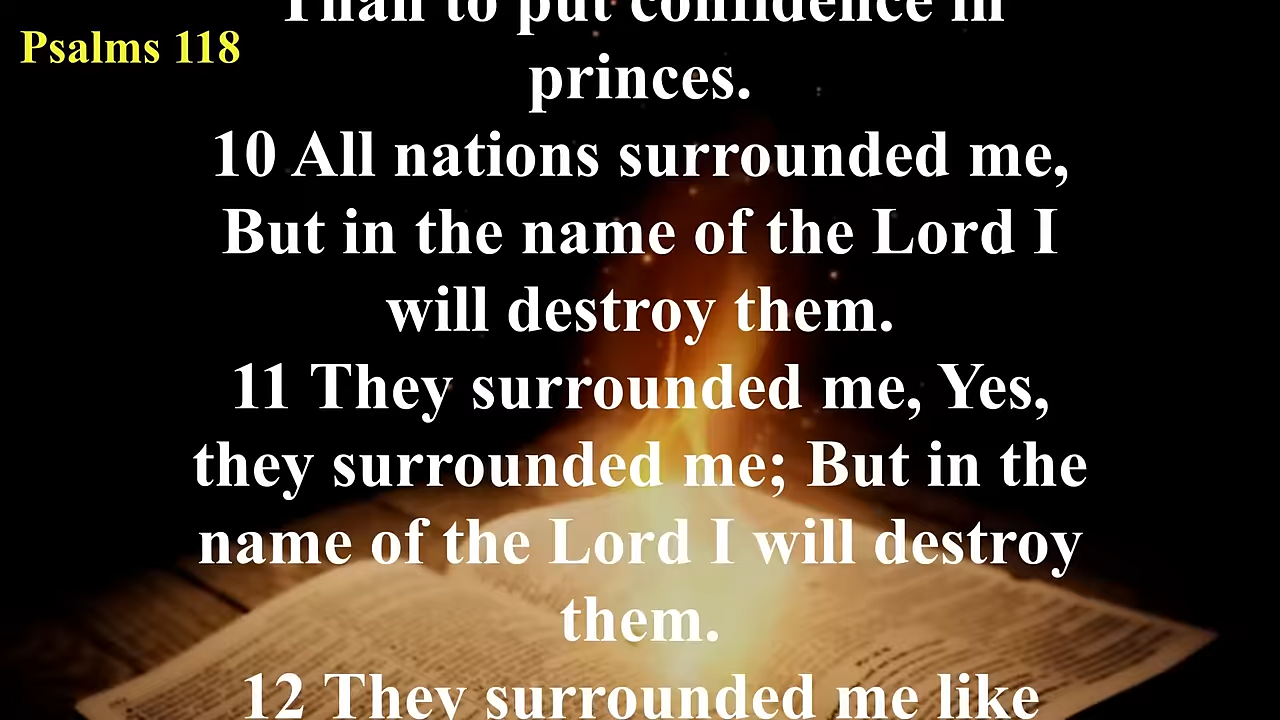 Than to put confidence in
Psalms 118
princes.
10 All nations surrounded me,
But in the name of the Lord I
will destroy them.
11 They surrounded me, Yes,
they surrounded me; But in the
name of the Lord I will destroy
them.
12 They surrounded me like